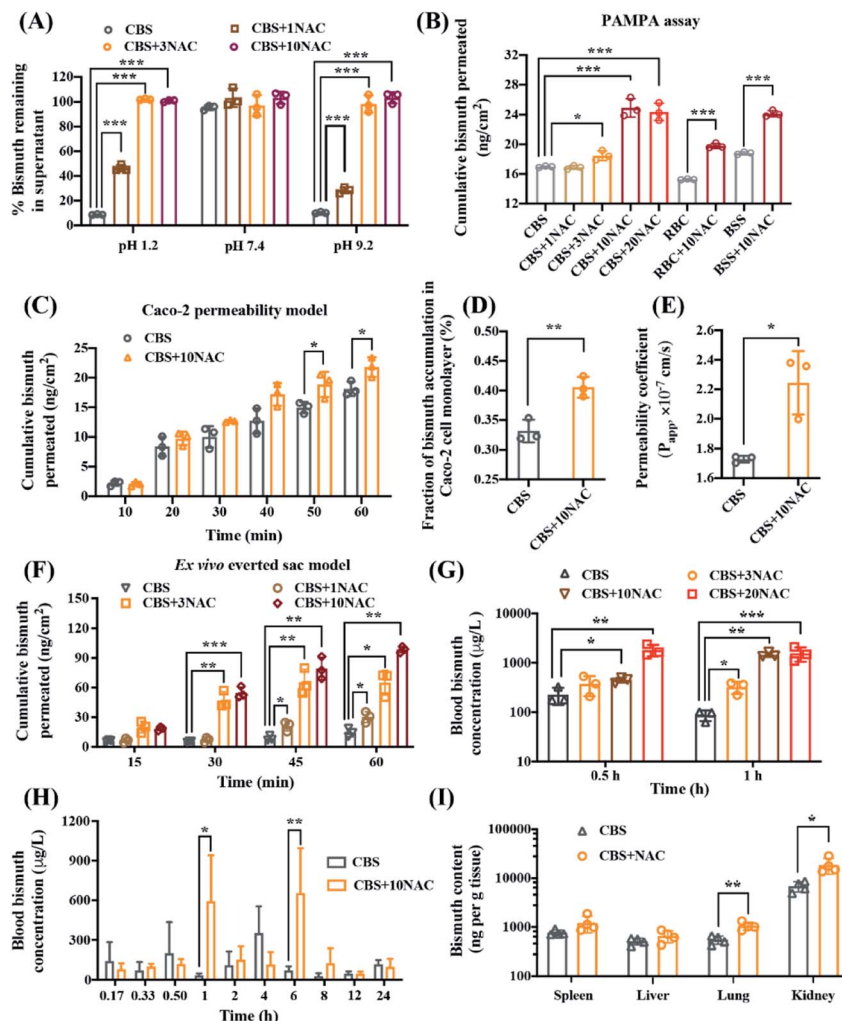 (A)
CBS
CBS+1NAC
CBS+3NAC
CBS+10NAC
% Bismuth remaining
in supernatant
120
100
80
60
40
20
0
***
***
***
***
***
***
pH 1.2
pH 7.4
pH 9.2
(B)
PAMPA assay
Cumulative bismuth permeated
(ng/cm²)
28
24
20
16
12
***
***
*
***
***
CBS
CBS+1NAC
CBS+3NAC
CBS+10NAC
CBS+20NAC
RBC
RBC+10NAC
BSS
BSS+10NAC
(C)
Caco-2 permeability model
CBS
CBS+10NAC
Cumulative bismuth
permeated (ng/cm²)
25
20
15
10
5
0
*
*
10
20
30
40
50
60
Time (min)
(D)
Fraction of bismuth accumulation in
Caco-2 cell monolayer (%)
0.50
0.45
0.40
0.35
0.30
0.25
**
CBS
CBS+10NAC
(E)
Permeability coefficient
(Papp, ×10⁻⁷ cm/s)
2.6
2.4
2.2
2.0
1.8
1.6
*
CBS
CBS+10NAC
(F)
Ex vivo everted sac model
CBS
CBS+1NAC
CBS+3NAC
CBS+10NAC
Cumulative bismuth
permeated (ng/cm²)
150
120
90
60
30
0
***
**
**
**
*
**
*
*
15
30
45
60
Time (min)
(G)
CBS
CBS+3NAC
CBS+10NAC
CBS+20NAC
Blood bismuth
concentration (μg/L)
10000
1000
100
10
**
*
***
**
*
0.5 h
1 h
Time (h)
(H)
Blood bismuth
concentration (μg/L)
1200
900
600
300
0
*
**
CBS
CBS+10NAC
0.17
0.33
0.50
1
2
4
6
8
12
24
Time (h)
(I)
CBS
CBS+NAC
Bismuth content
(ng per g tissue)
100000
10000
1000
100
**
*
Spleen
Liver
Lung
Kidney